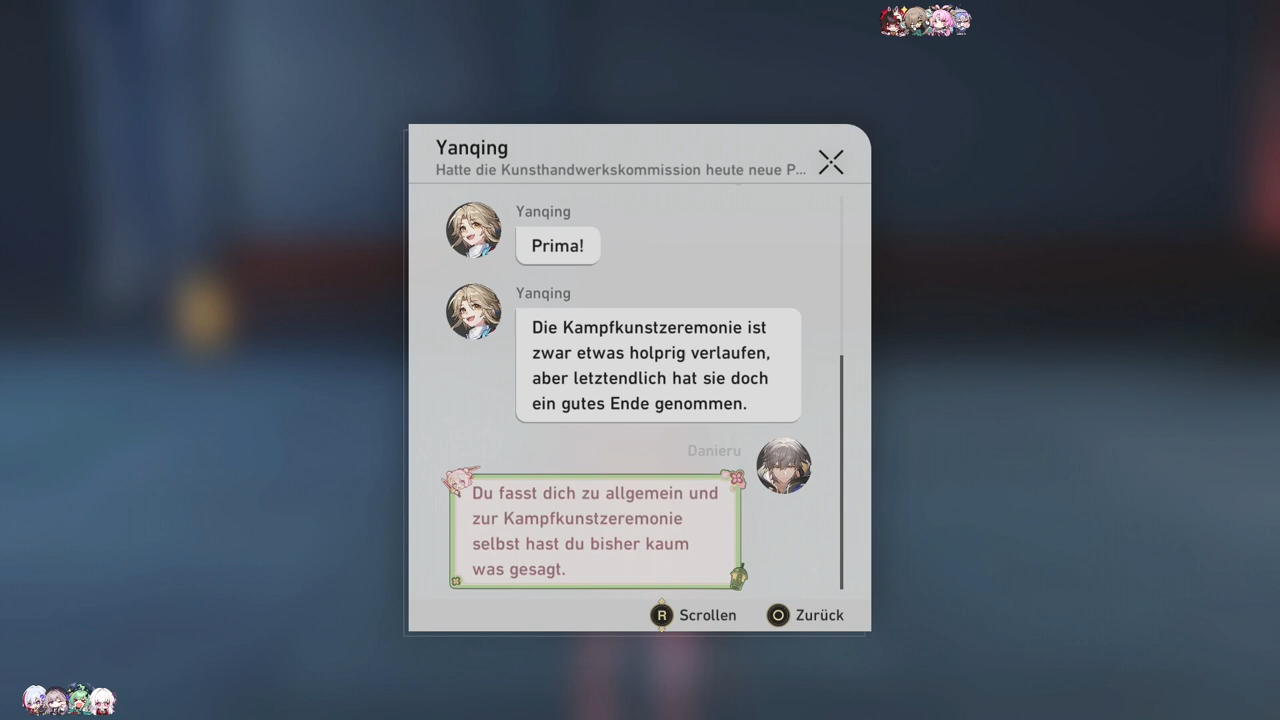 Yanqing
Hatte die Kunsthandwerkskommission heute neue P...
Yanqing
Prima!
Yanqing
Die Kampfkunstzeremonie ist
zwar etwas holprig verlaufen,
aber letztendlich hat sie doch
ein gutes Ende genommen.
Danieru
Du fasst dich zu allgemein und
zur Kampfkunstzeremonie
selbst hast du bisher kaum
was gesagt.
R Scrollen
Zurück